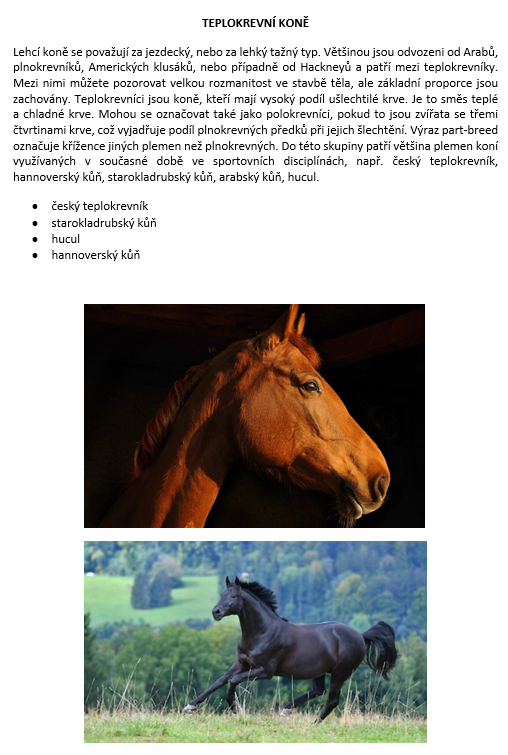 TEPLOKREVNÍ KONĚ
Lehcí koně se považují za jezdecký, nebo za lehký tažný typ. Většinou jsou odvozeni od Arabů,
plnokrevníků, Amerických klusáků, nebo případně od Hackneyů a patří mezi teplokrevníky.
Mezi nimi můžete pozorovat velkou rozmanitost ve stavbě těla, ale základní proporce jsou
zachovány. Teplokrevníci jsou koně, kteří mají vysoký podíl ušlechtilé krve. Je to směs teplé
a chladné krve. Mohou se označovat také jako polokrevníci, pokud to jsou zvířata se třemi
čtvrtinami krve, což vyjadřuje podíl plnokrevných předků při jejich šlechtění. Výraz part-breed
označuje křížence jiných plemen než plnokrevných. Do této skupiny patří většina plemen koní
využívaných v současné době ve sportovních disciplínách, např. český teplokrevník,
hannoverský kůň, starokladrubský kůň, arabský kůň, hucul.
• český teplokrevník
• starokladrubský kůň
• hucul
• hannoverský kůň